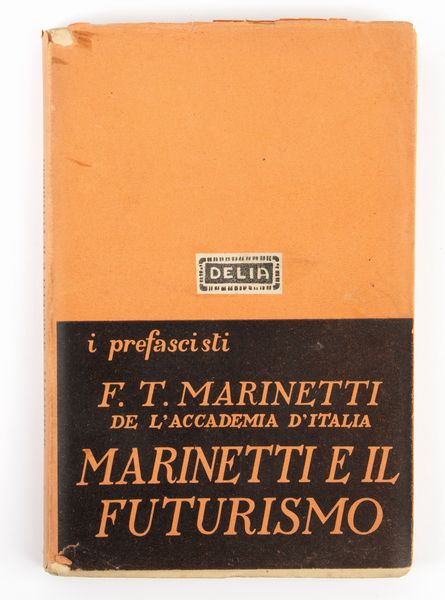 DELIA
i prefascisti
F. T. MARINETTI
DE L'ACCADEMIA D'ITALIA
MARINETTI E IL
FUTURISMO